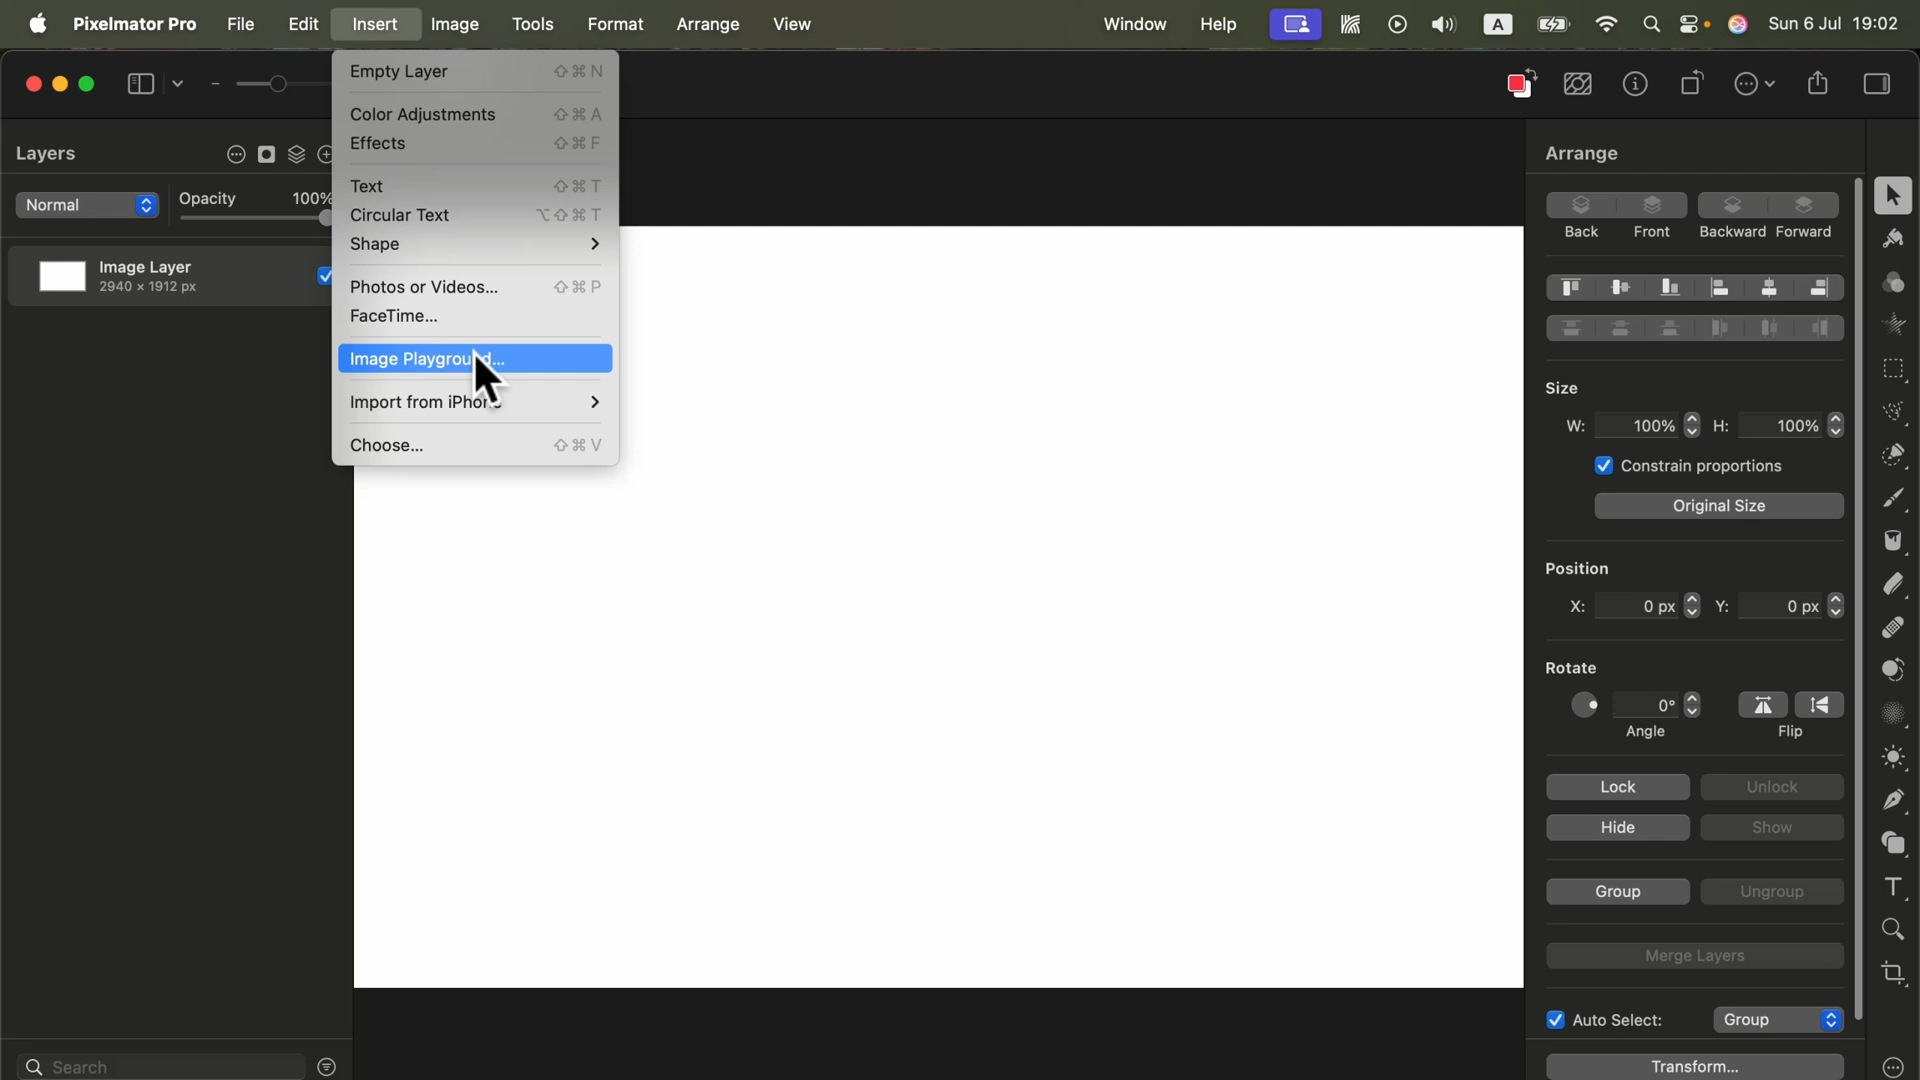 Pixelmator Pro File Edit Insert Image Tools Format Arrange View Window Help A Sun 6 Jul 19:02
Empty Layer ⇧⌘N
Color Adjustments ⇧⌘A
Effects ⇧⌘F
Text ⇧⌘T
Circular Text ⌥⇧⌘T
Shape
Photos or Videos... ⇧⌘P
FaceTime...
Image Playground...
Import from iPhone
Choose... ⇧⌘V
Layers
Normal Opacity 100%
Image Layer
2940 × 1912 px
Search
Arrange
Back Front Backward Forward
Size
W: 100% H: 100%
Constrain proportions
Original Size
Position
X: 0 px Y: 0 px
Rotate
0°
Angle Flip
Lock Unlock
Hide Show
Group Ungroup
Merge Layers
Auto Select: Group
Transform...
T